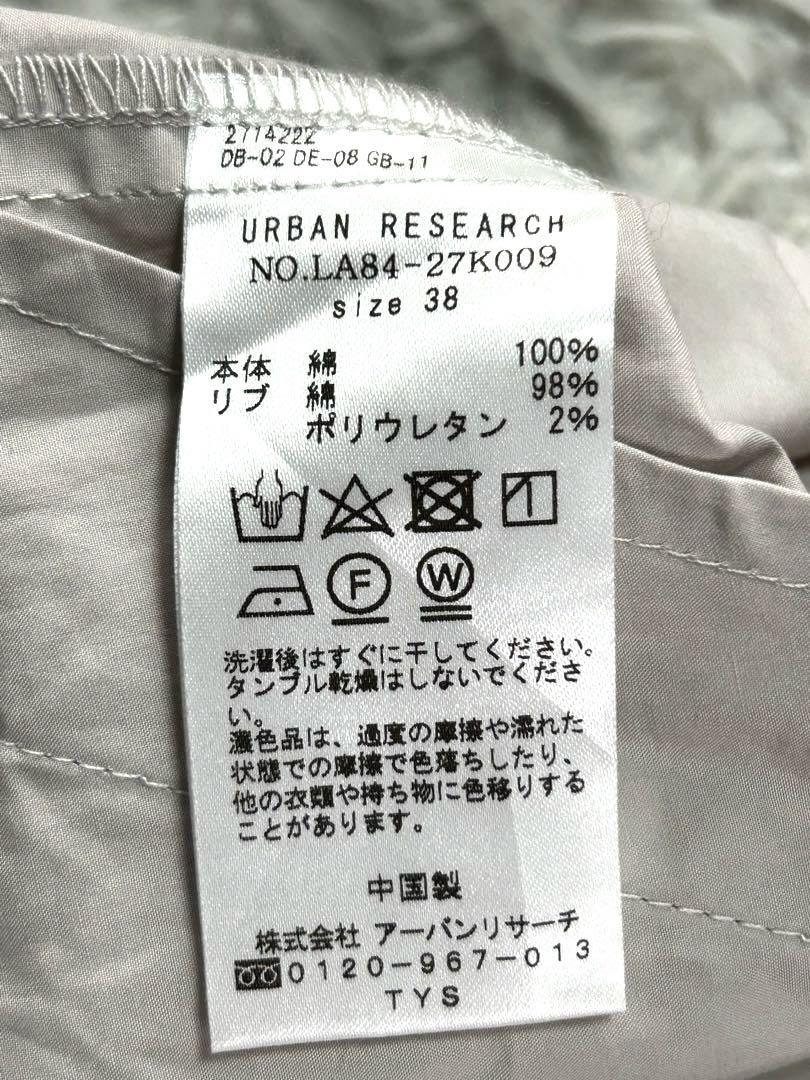 2714222
DB-02 DE-08 GB-11
URBAN RESEARCH
NO.LA84-27K009
size 38
本体 綿 100%
リブ 綿 98%
ポリウレタン 2%
F W
洗濯後はすぐに干してください。
タンブル乾燥はしないでくださ
い。
濃色品は、過度の摩擦や濡れた
状態での摩擦で色落ちしたり、
他の衣類や持ち物に色移りする
ことがあります。
中国製
株式会社 アーバンリサーチ
0120-967-013
TYS